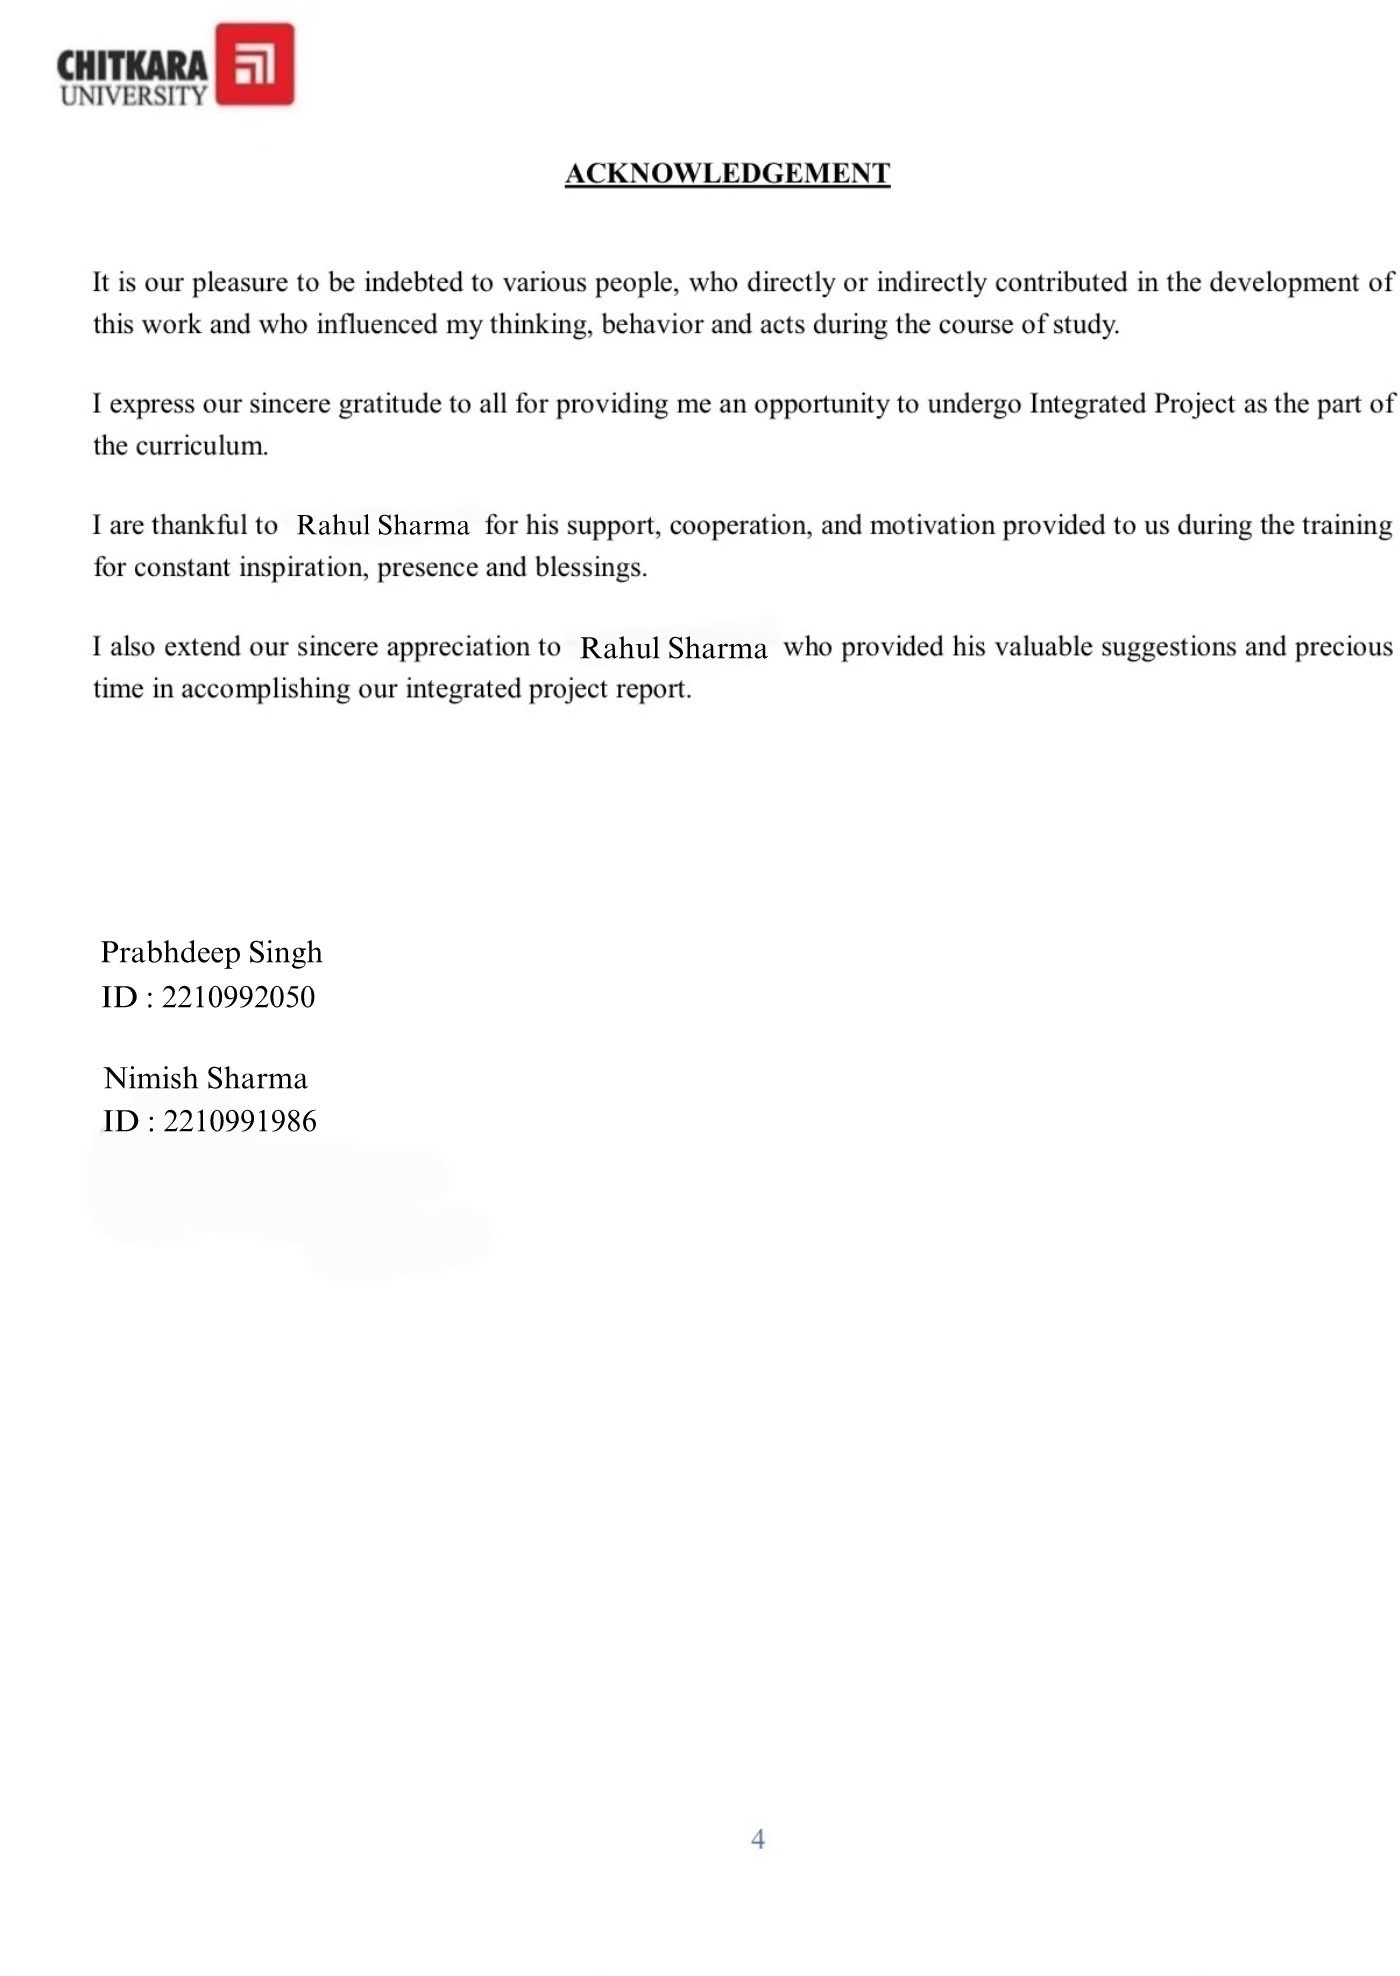 CHITKARA
UNIVERSITY
ACKNOWLEDGEMENT
It is our pleasure to be indebted to various people, who directly or indirectly contributed in the development of
this work and who influenced my thinking, behavior and acts during the course of study.
I express our sincere gratitude to all for providing me an opportunity to undergo Integrated Project as the part of
the curriculum.
I are thankful to Rahul Sharma for his support, cooperation, and motivation provided to us during the training
for constant inspiration, presence and blessings.
I also extend our sincere appreciation to Rahul Sharma who provided his valuable suggestions and precious
time in accomplishing our integrated project report.
Prabhdeep Singh
ID : 2210992050
Nimish Sharma
ID : 2210991986
4